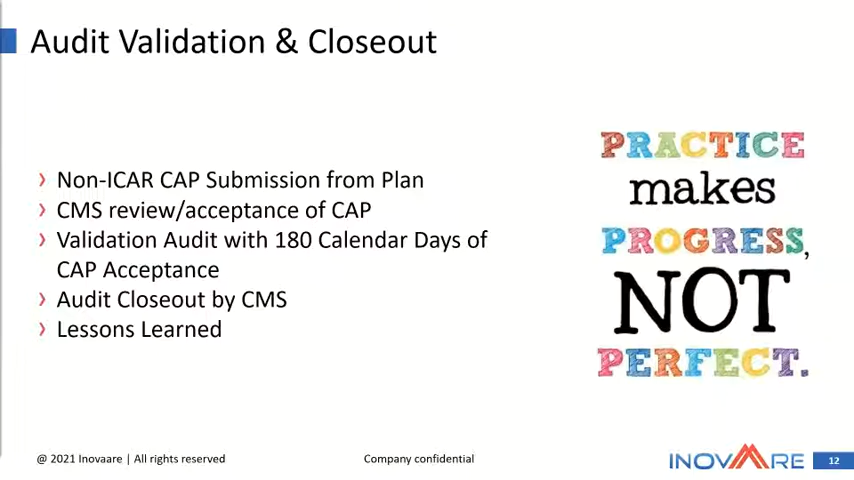 Audit Validation & Closeout
› Non-ICAR CAP Submission from Plan
› CMS review/acceptance of CAP
› Validation Audit with 180 Calendar Days of
CAP Acceptance
› Audit Closeout by CMS
› Lessons Learned
PRACTICE
makes
PROGRESS,
NOT
PERFECT.
@ 2021 Inovaare | All rights reserved
Company confidential
INOVAARE
12